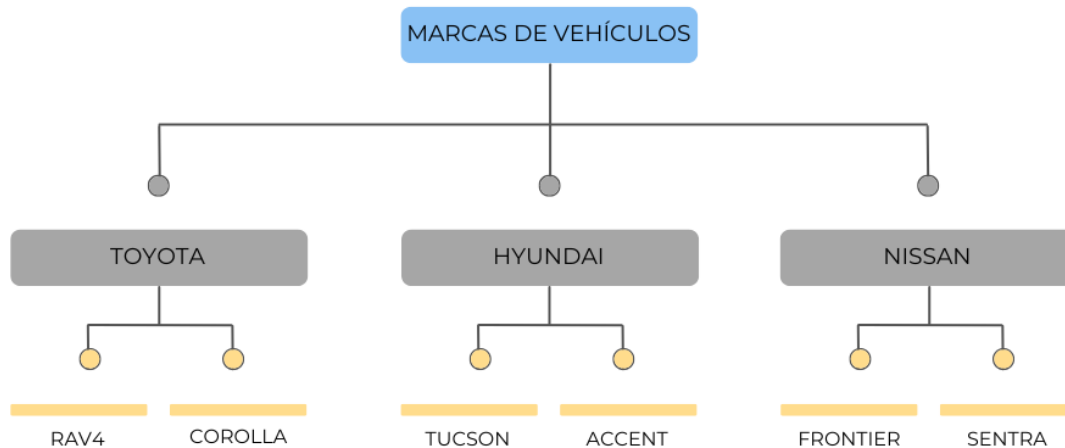 MARCAS DE VEHÍCULOS
TOYOTA
HYUNDAI
NISSAN
RAV4
COROLLA
TUCSON
ACCENT
FRONTIER
SENTRA